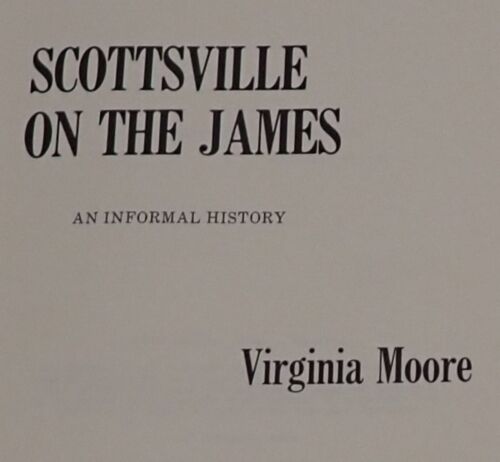 SCOTTSVILLE
ON THE JAMES
AN INFORMAL HISTORY
Virginia Moore